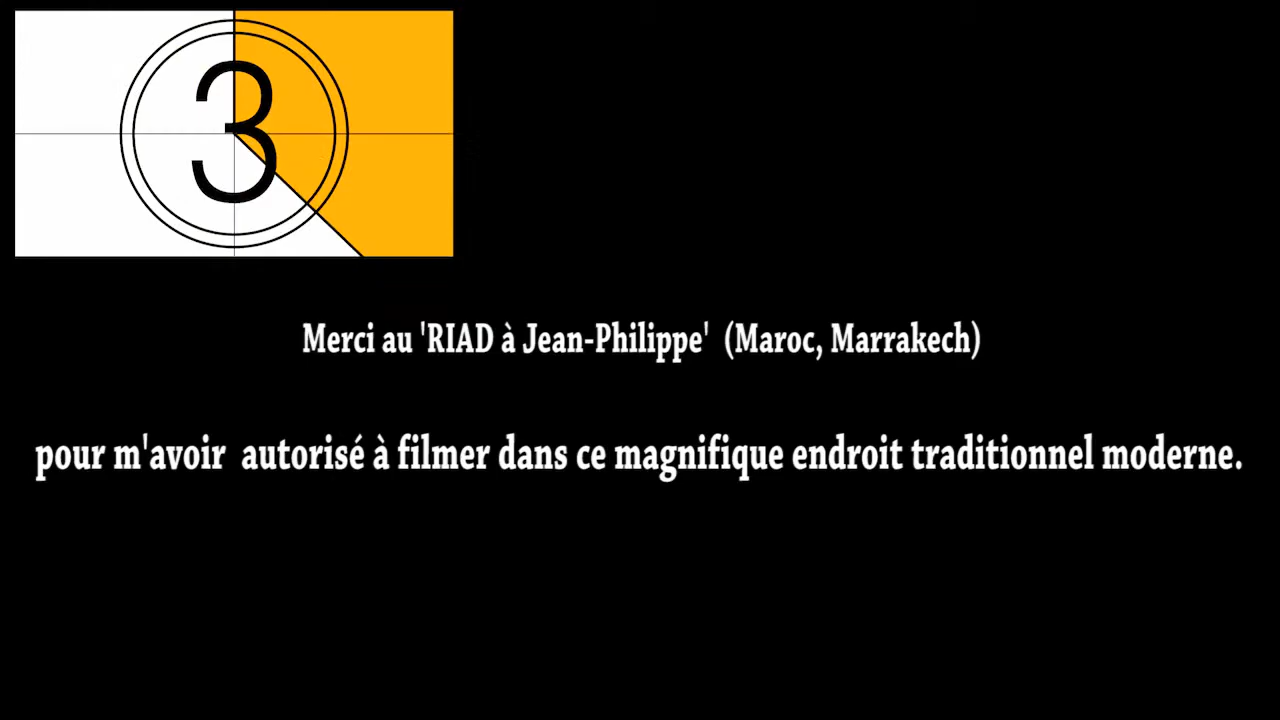 3
Merci au 'RIAD à Jean-Philippe' (Maroc, Marrakech)
pour m'avoir autorisé à filmer dans ce magnifique endroit traditionnel moderne.